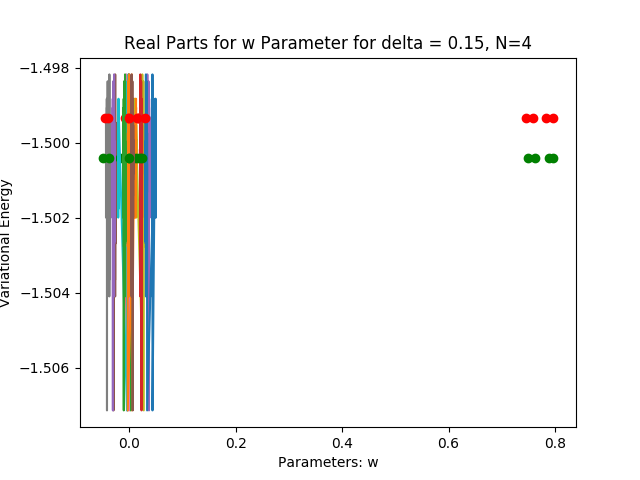 Real Parts for w Parameter for delta = 0.15, N=4
−1.498
−1.500
−1.502
−1.504
−1.506
Variational Energy
0.0 0.2 0.4 0.6 0.8
Parameters: w